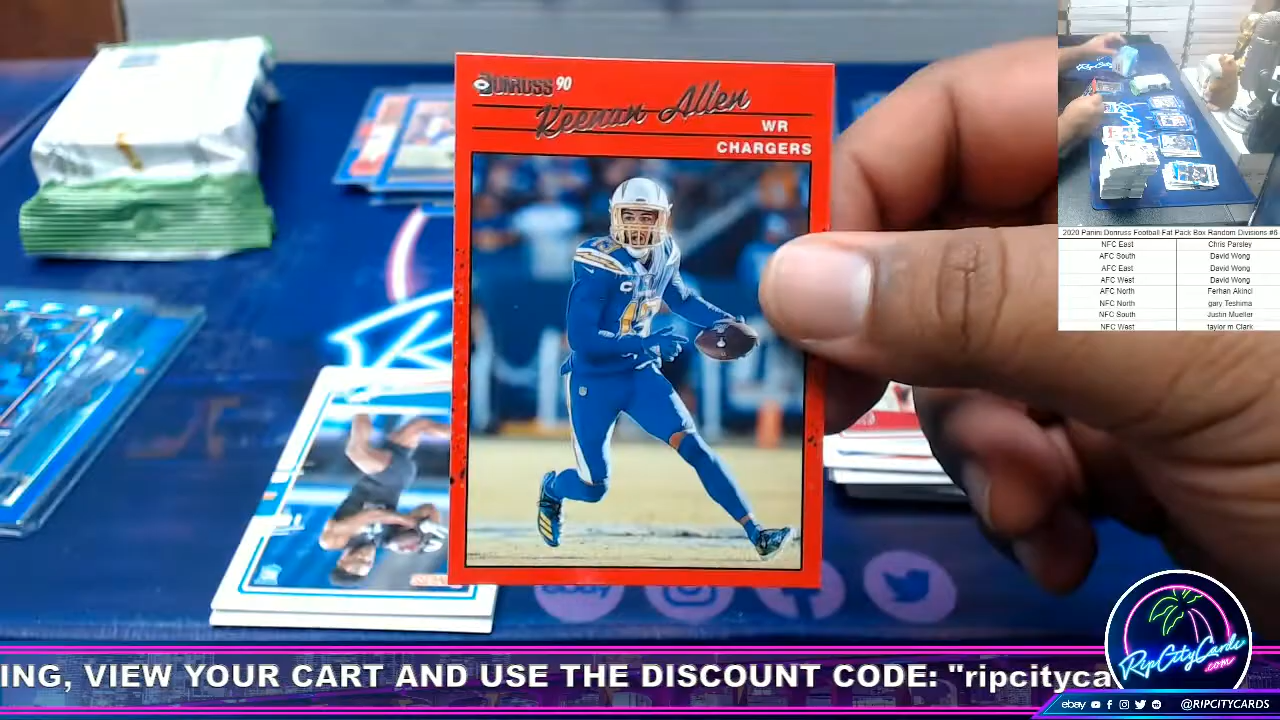 DONRUSS 90
Keenan Allen
WR
CHARGERS
13
2020 Panini Donruss Football Fat Pack Box Random Divisions #6
NFC East Chris Parsley
AFC South David Wong
AFC East David Wong
AFC West David Wong
AFC North Ferhan Akinci
NFC North gary Teshima
NFC South Justin Mueller
NFC West taylor m Clark
ebay
ING, VIEW YOUR CART AND USE THE DISCOUNT CODE: "ripcityca
RipCityCards
.com
ebay @RIPCITYCARDS